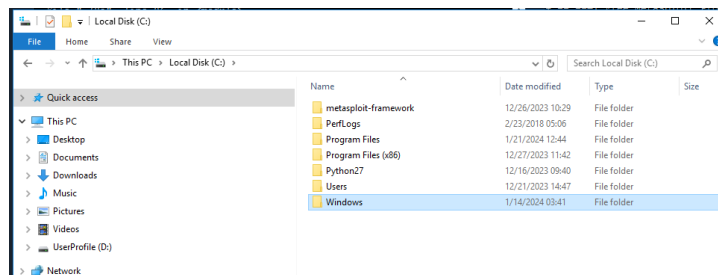 Local Disk (C:)
File Home Share View
This PC > Local Disk (C:) >
Search Local Disk (C:)
Name Date modified Type Size
Quick access
This PC
Desktop
Documents
Downloads
Music
Pictures
Videos
UserProfile (D:)
Network
metasploit-framework 12/26/2023 10:29 File folder
PerfLogs 2/23/2018 05:06 File folder
Program Files 1/21/2024 12:44 File folder
Program Files (x86) 12/27/2023 11:42 File folder
Python27 12/16/2023 09:40 File folder
Users 12/21/2023 14:47 File folder
Windows 1/14/2024 03:41 File folder